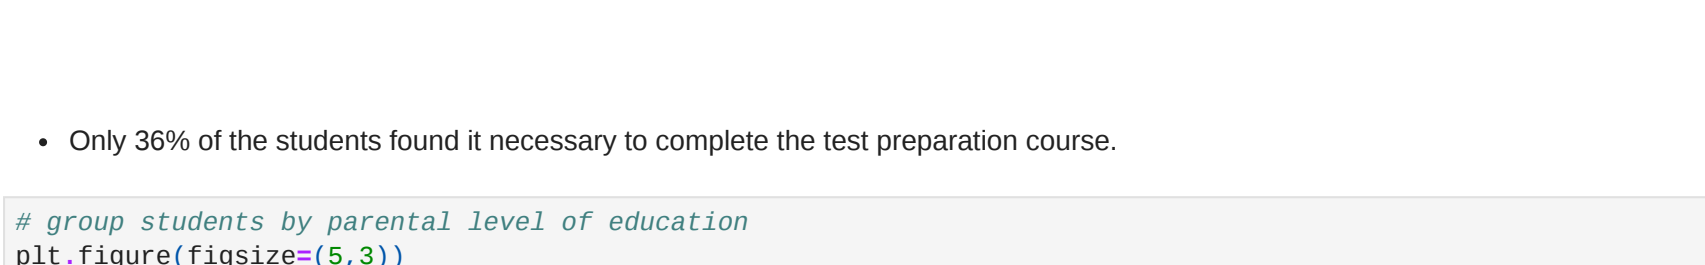 • Only 36% of the students found it necessary to complete the test preparation course.
# group students by parental level of education
plt.figure(figsize=(5,3))